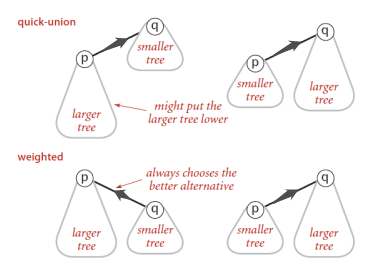 quick-union
q
smaller
tree
p
larger
tree
might put the
larger tree lower
q
p
smaller
tree
larger
tree
weighted
p
always chooses the
better alternative
q
larger
tree
smaller
tree
p
q
smaller
tree
larger
tree